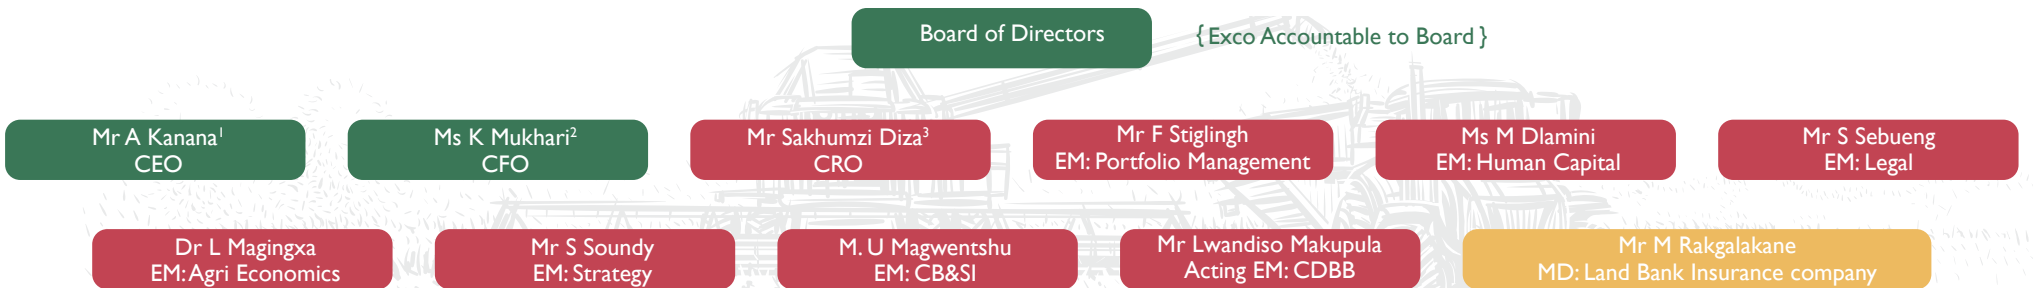 Board of Directors
{ Exco Accountable to Board }
Mr A Kanana¹
CEO
Ms K Mukhari²
CFO
Mr Sakhumzi Diza³
CRO
Mr F Stiglingh
EM: Portfolio Management
Ms M Dlamini
EM: Human Capital
Mr S Sebueng
EM: Legal
Dr L Magingxa
EM: Agri Economics
Mr S Soundy
EM: Strategy
M. U Magwentshu
EM: CB&SI
Mr Lwandiso Makupula
Acting EM: CDBB
Mr M Rakgalakane
MD: Land Bank Insurance company